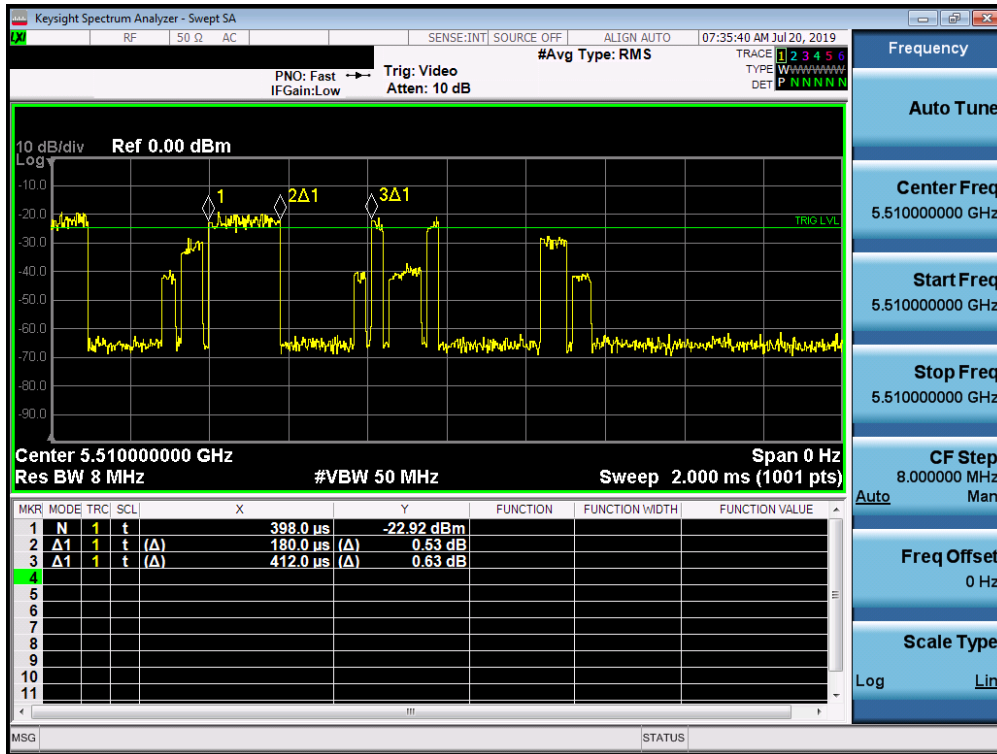 Keysight Spectrum Analyzer - Swept SA
LXI RF 50 Ω AC SENSE:INT SOURCE OFF ALIGN AUTO 07:35:40 AM Jul 20, 2019
#Avg Type: RMS
TRACE 1 2 3 4 5 6
PNO: Fast Trig: Video
TYPE WWWWWWW
IFGain:Low Atten: 10 dB
DET P N N N N N
10 dB/div Ref 0.00 dBm
Log
-10.0
-20.0
-30.0
-40.0
-50.0
-60.0
-70.0
-80.0
-90.0
1
2Δ1
3Δ1
TRIG LVL
Center 5.510000000 GHz Span 0 Hz
Res BW 8 MHz #VBW 50 MHz Sweep 2.000 ms (1001 pts)
MKR MODE TRC SCL X Y FUNCTION FUNCTION WIDTH FUNCTION VALUE
1 N 1 t 398.0 µs -22.92 dBm
2 Δ1 1 t (Δ) 180.0 µs (Δ) 0.53 dB
3 Δ1 1 t (Δ) 412.0 µs (Δ) 0.63 dB
4
5
6
7
8
9
10
11
MSG STATUS
Frequency
Auto Tune
Center Freq
5.510000000 GHz
Start Freq
5.510000000 GHz
Stop Freq
5.510000000 GHz
CF Step
8.000000 MHz
Auto Man
Freq Offset
0 Hz
Scale Type
Log Lin